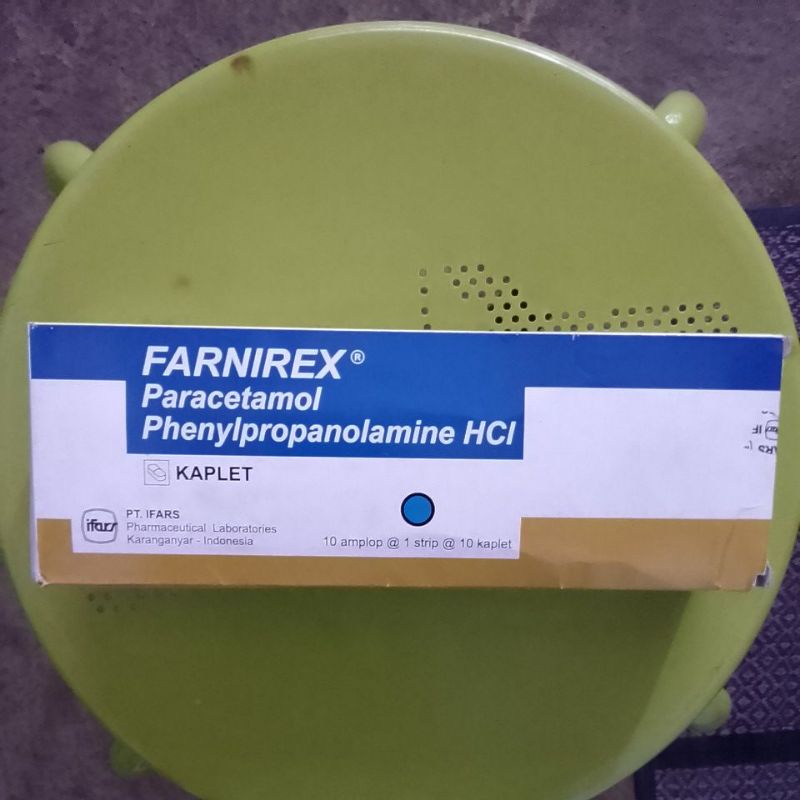 FARNIREX®
Paracetamol
Phenylpropanolamine HCl
KAPLET
ifars
PT. IFARS
Pharmaceutical Laboratories
Karanganyar - Indonesia
10 amplop @ 1 strip @ 10 kaplet